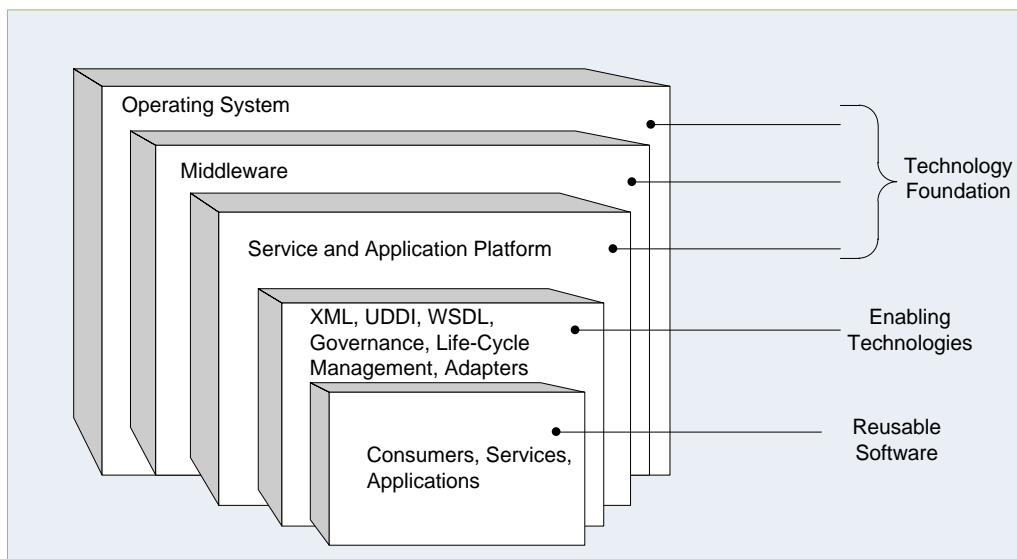 Operating System
Middleware
Service and Application Platform
XML, UDDI, WSDL,
Governance, Life-Cycle
Management, Adapters
Consumers, Services,
Applications
Technology
Foundation
Enabling
Technologies
Reusable
Software